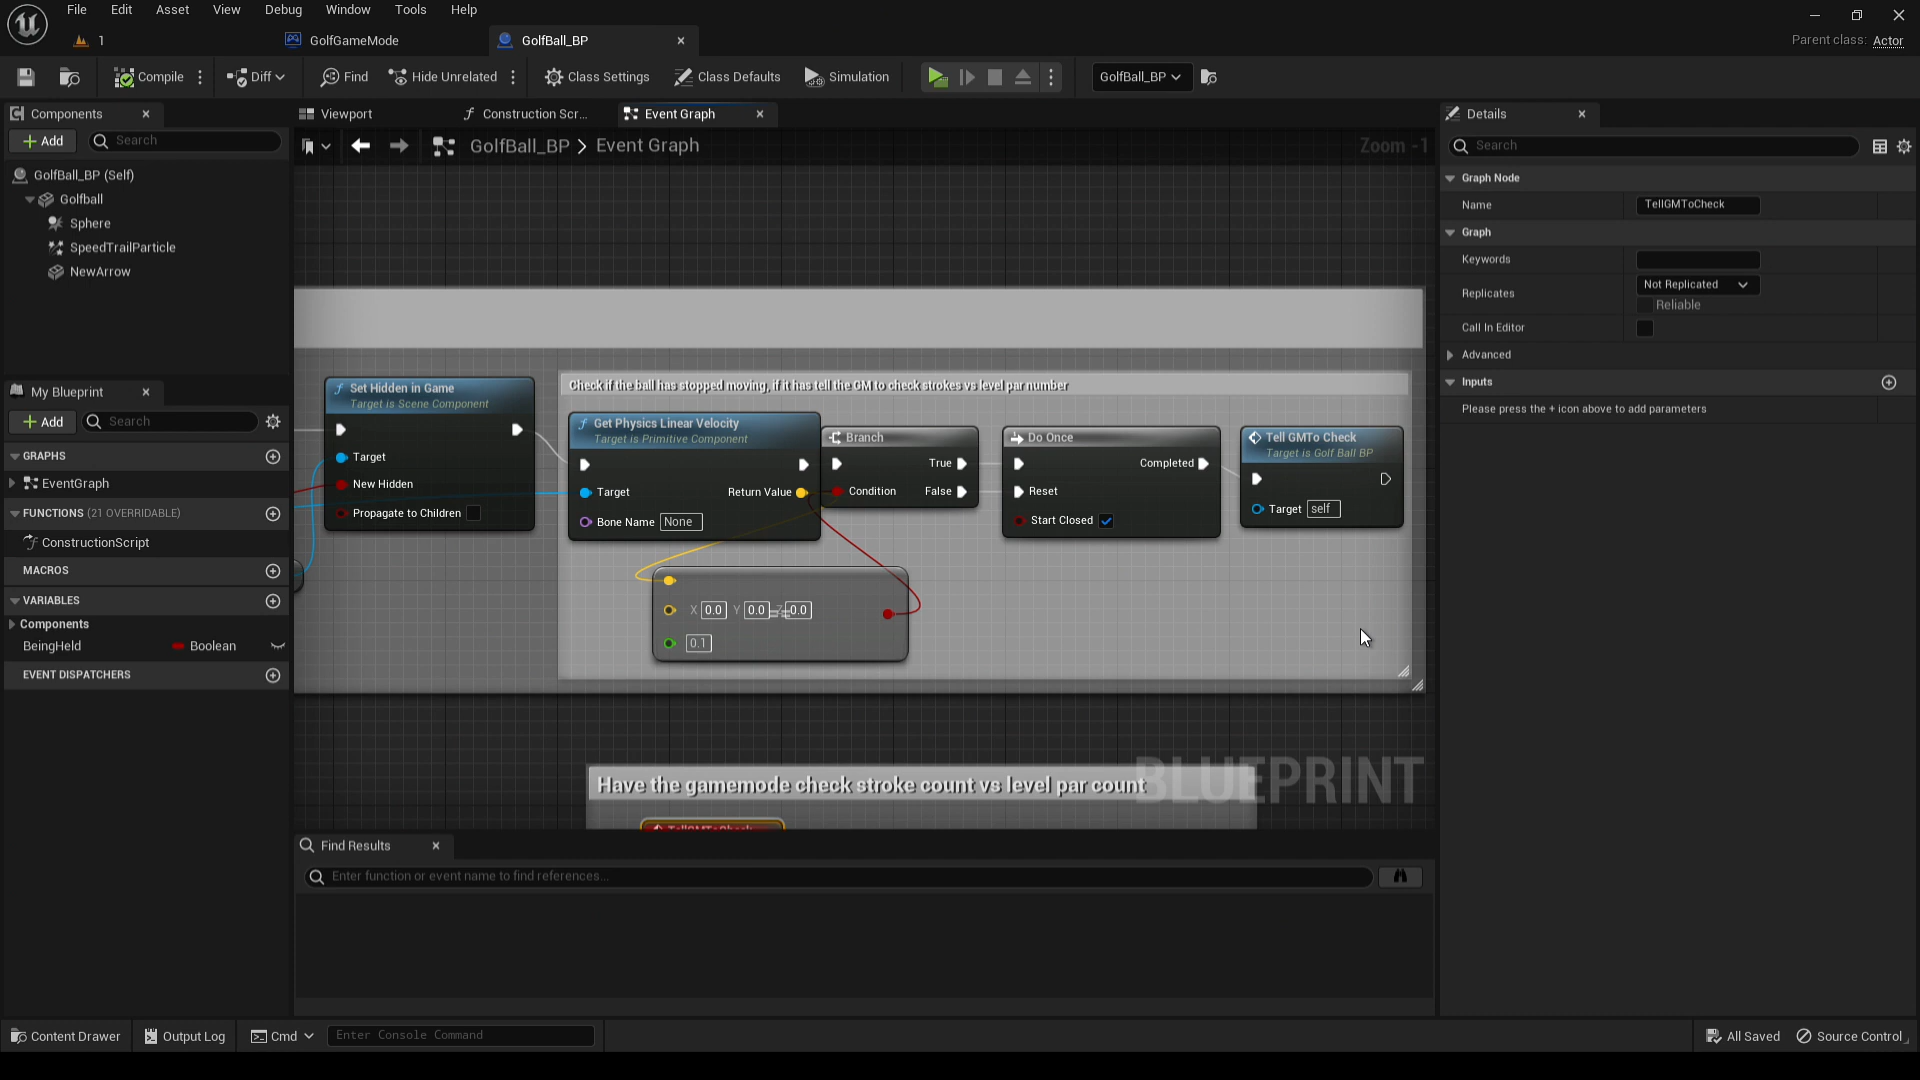 File Edit Asset View Debug Window Tools Help
1
GolfGameMode
GolfBall_BP
Parent class: Actor
Compile
Diff
Find
Hide Unrelated
Class Settings
Class Defaults
Simulation
GolfBall_BP
Components
Add
Search
GolfBall_BP (Self)
Golfball
Sphere
SpeedTrailParticle
NewArrow
My Blueprint
Add
Search
GRAPHS
EventGraph
FUNCTIONS (21 OVERRIDABLE)
ConstructionScript
MACROS
VARIABLES
Components
BeingHeld Boolean
EVENT DISPATCHERS
Viewport
Construction Scr...
Event Graph
GolfBall_BP > Event Graph
Zoom -1
Set Hidden in Game
Target is Scene Component
Target
New Hidden
Propagate to Children
Check if the ball has stopped moving, if it has tell the GM to check strokes vs level par number
Get Physics Linear Velocity
Target is Primitive Component
Target Return Value
Bone Name None
Branch
True
Condition False
Do Once
Completed
Reset
Start Closed
Tell GMTo Check
Target is Golf Ball BP
Target self
X 0.0 Y 0.0 Z 0.0
==
0.1
Have the gamemode check stroke count vs level par count
BLUEPRINT
TellGMToCheck
Find Results
Enter function or event name to find references...
Details
Search
Graph Node
Name TellGMToCheck
Graph
Keywords
Replicates Not Replicated
Reliable
Call In Editor
Advanced
Inputs
Please press the + icon above to add parameters
Content Drawer
Output Log
Cmd
Enter Console Command
All Saved
Source Control